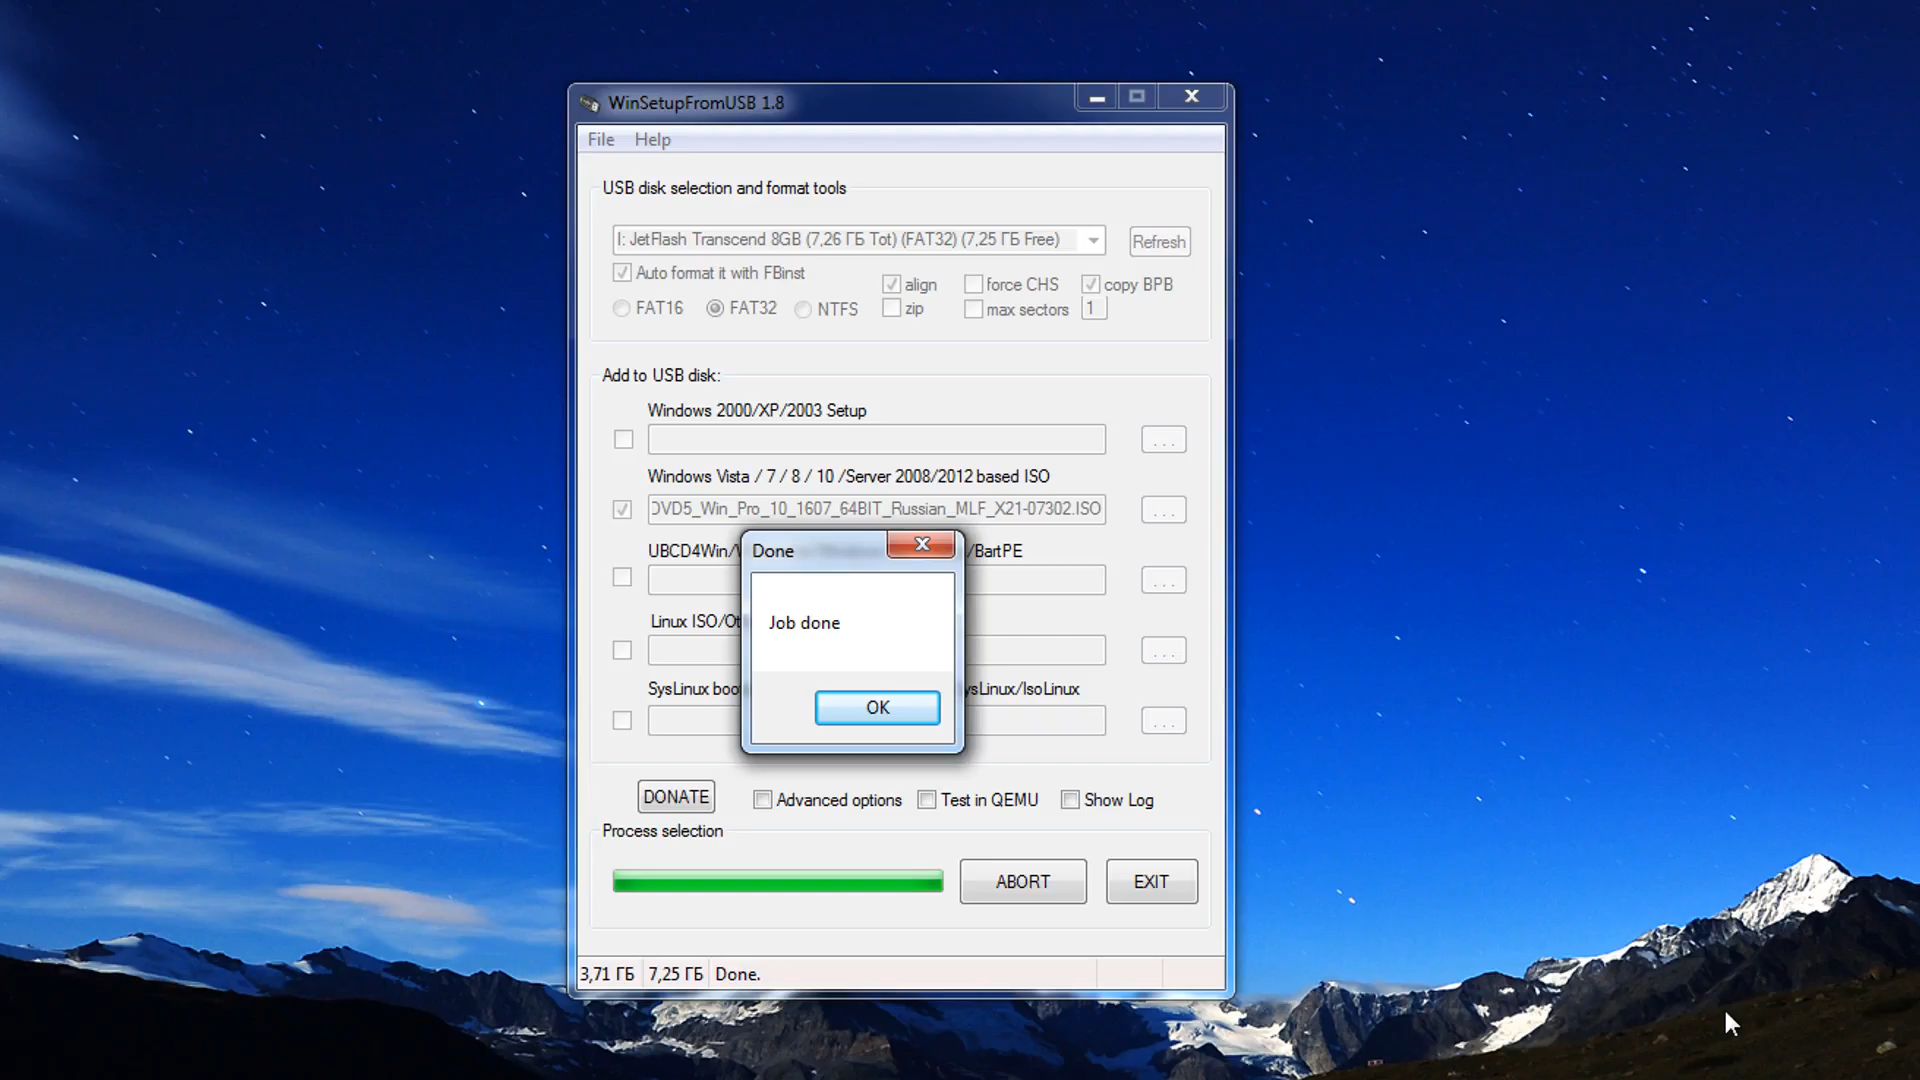 WinSetupFromUSB 1.8
File Help
USB disk selection and format tools
I: JetFlash Transcend 8GB (7,26 ГБ Tot) (FAT32) (7,25 ГБ Free)
Refresh
Auto format it with FBinst
align force CHS copy BPB
FAT16 FAT32 NTFS zip max sectors 1
Add to USB disk:
Windows 2000/XP/2003 Setup
...
Windows Vista / 7 / 8 / 10 /Server 2008/2012 based ISO
DVD5_Win_Pro_10_1607_64BIT_Russian_MLF_X21-07302.ISO
...
UBCD4Win/ /BartPE
...
Done
Job done
OK
Linux ISO/Ot
...
SysLinux boo ysLinux/IsoLinux
...
DONATE Advanced options Test in QEMU Show Log
Process selection
ABORT EXIT
3,71 ГБ 7,25 ГБ Done.